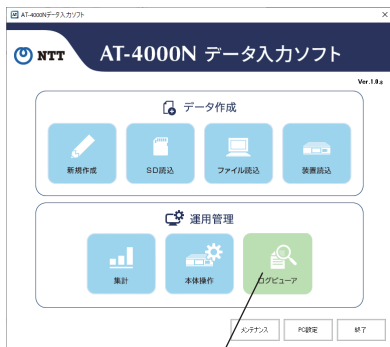 AT-4000Nデータ入力ソフト
NTT
AT-4000N データ入力ソフト
Ver.1.0.a
データ作成
新規作成
SD読込
ファイル読込
装置読込
運用管理
集計
本体操作
ログビューア
メンテナンス
PC設定
終了